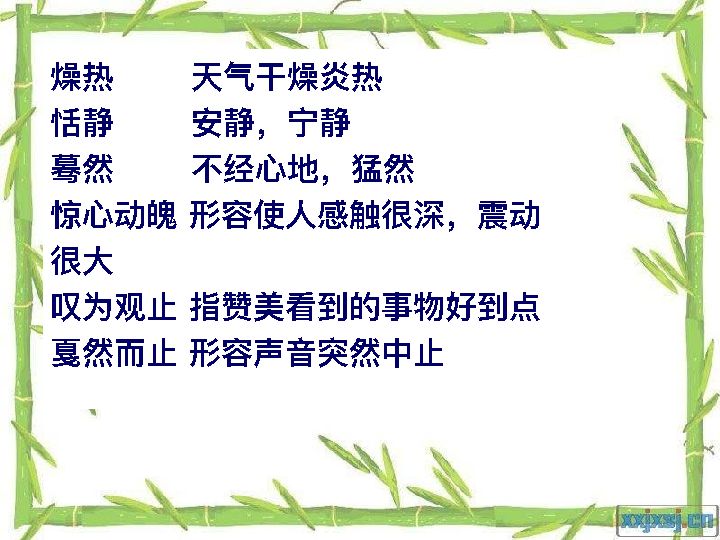 燥热 天气干燥炎热
恬静 安静，宁静
蓦然 不经心地，猛然
惊心动魄 形容使人感触很深，震动
很大
叹为观止 指赞美看到的事物好到点
戛然而止 形容声音突然中止
xxjxsj.cn